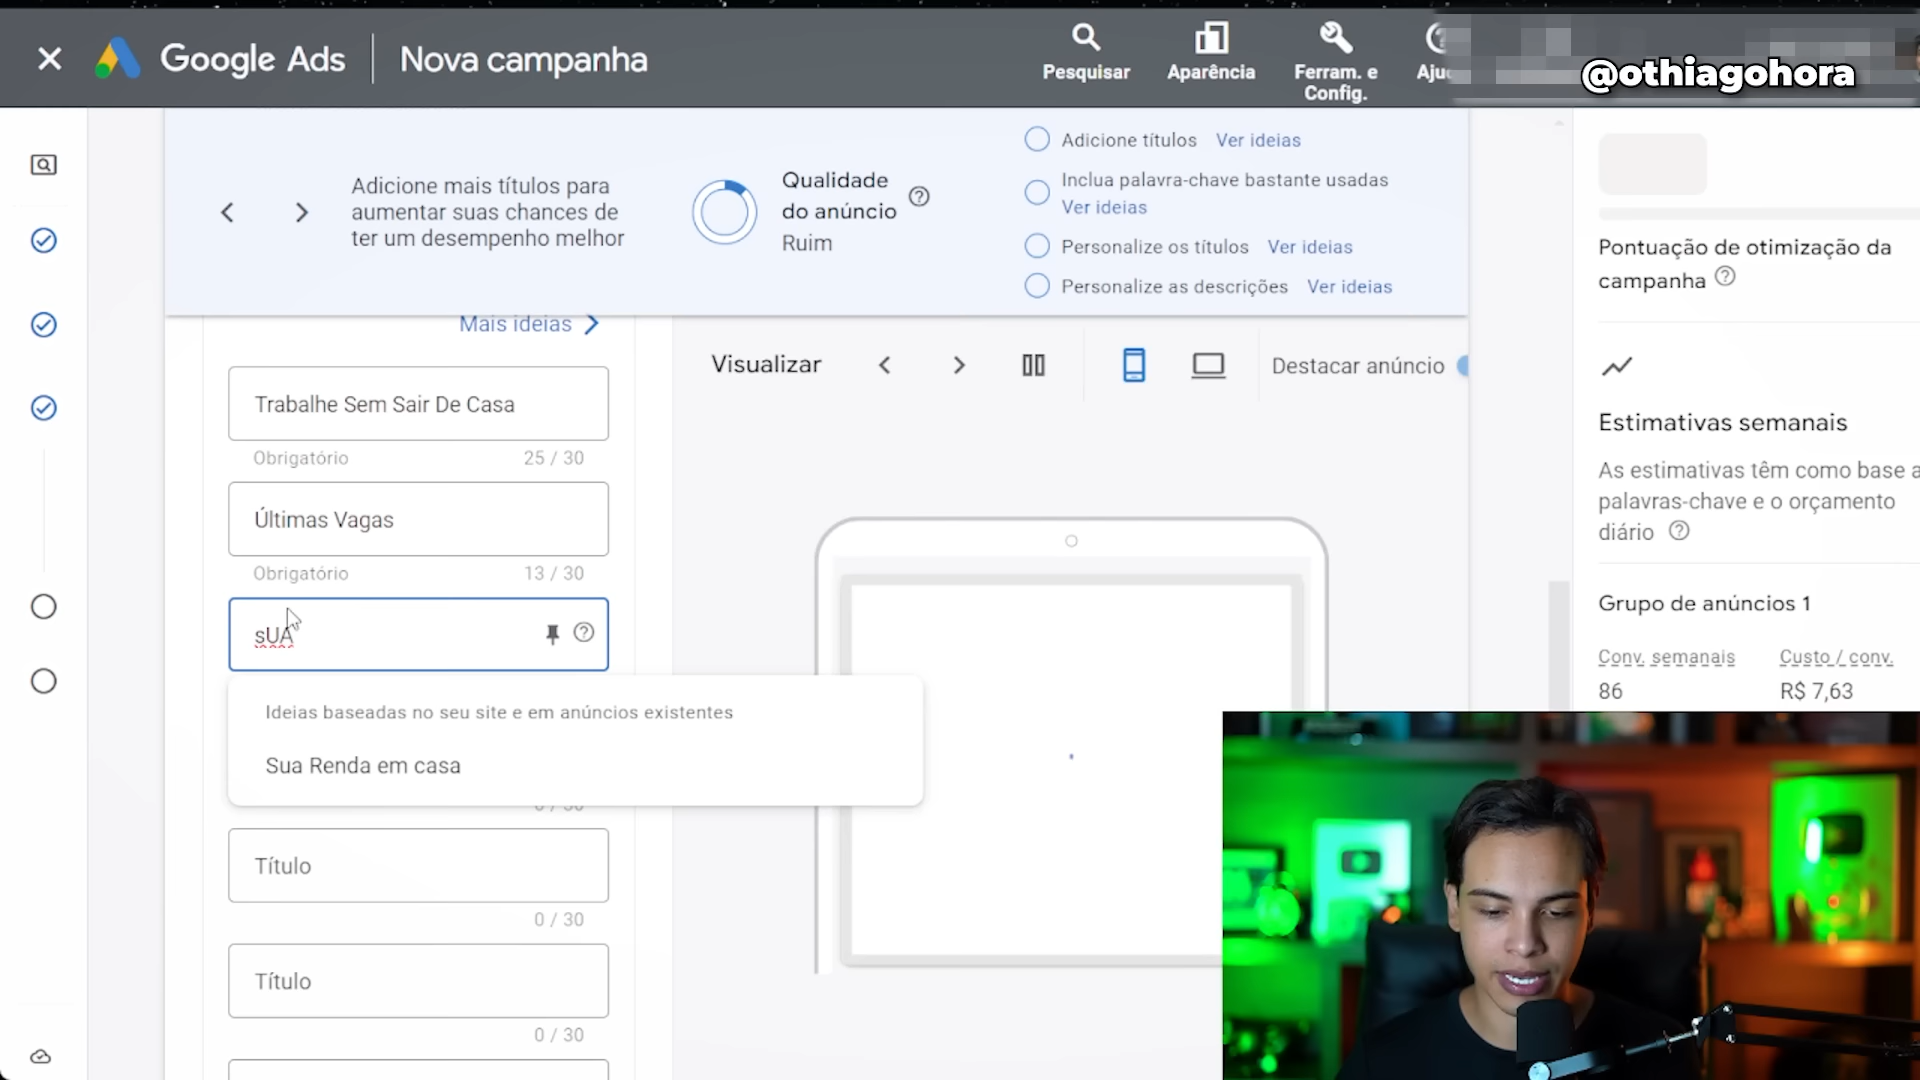 Google Ads
Nova campanha
Pesquisar
Aparência
Ferram. e
Config.
@othiagohora
Adicione mais títulos para
aumentar suas chances de
ter um desempenho melhor
Qualidade
do anúncio
Ruim
Adicione títulos Ver ideias
Inclua palavra-chave bastante usadas
Ver ideias
Personalize os títulos Ver ideias
Personalize as descrições Ver ideias
Mais ideias
Trabalhe Sem Sair De Casa
Obrigatório 25 / 30
Últimas Vagas
Obrigatório 13 / 30
sUA
Ideias baseadas no seu site e em anúncios existentes
Sua Renda em casa
Título
0 / 30
Título
0 / 30
Visualizar
Destacar anúncio
Pontuação de otimização da
campanha
Estimativas semanais
As estimativas têm como base a
palavras-chave e o orçamento
diário
Grupo de anúncios 1
Conv. semanais Custo / conv.
86 R$ 7,63